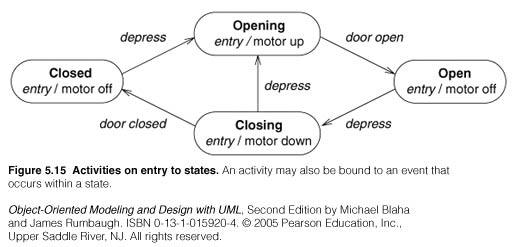 Opening
entry / motor up
depress
door open
Closed
entry / motor off
Open
entry / motor off
depress
door closed
Closing
entry / motor down
depress
Figure 5.15 Activities on entry to states. An activity may also be bound to an event that
occurs within a state.
Object-Oriented Modeling and Design with UML, Second Edition by Michael Blaha
and James Rumbaugh. ISBN 0-13-1-015920-4. © 2005 Pearson Education, Inc.,
Upper Saddle River, NJ. All rights reserved.